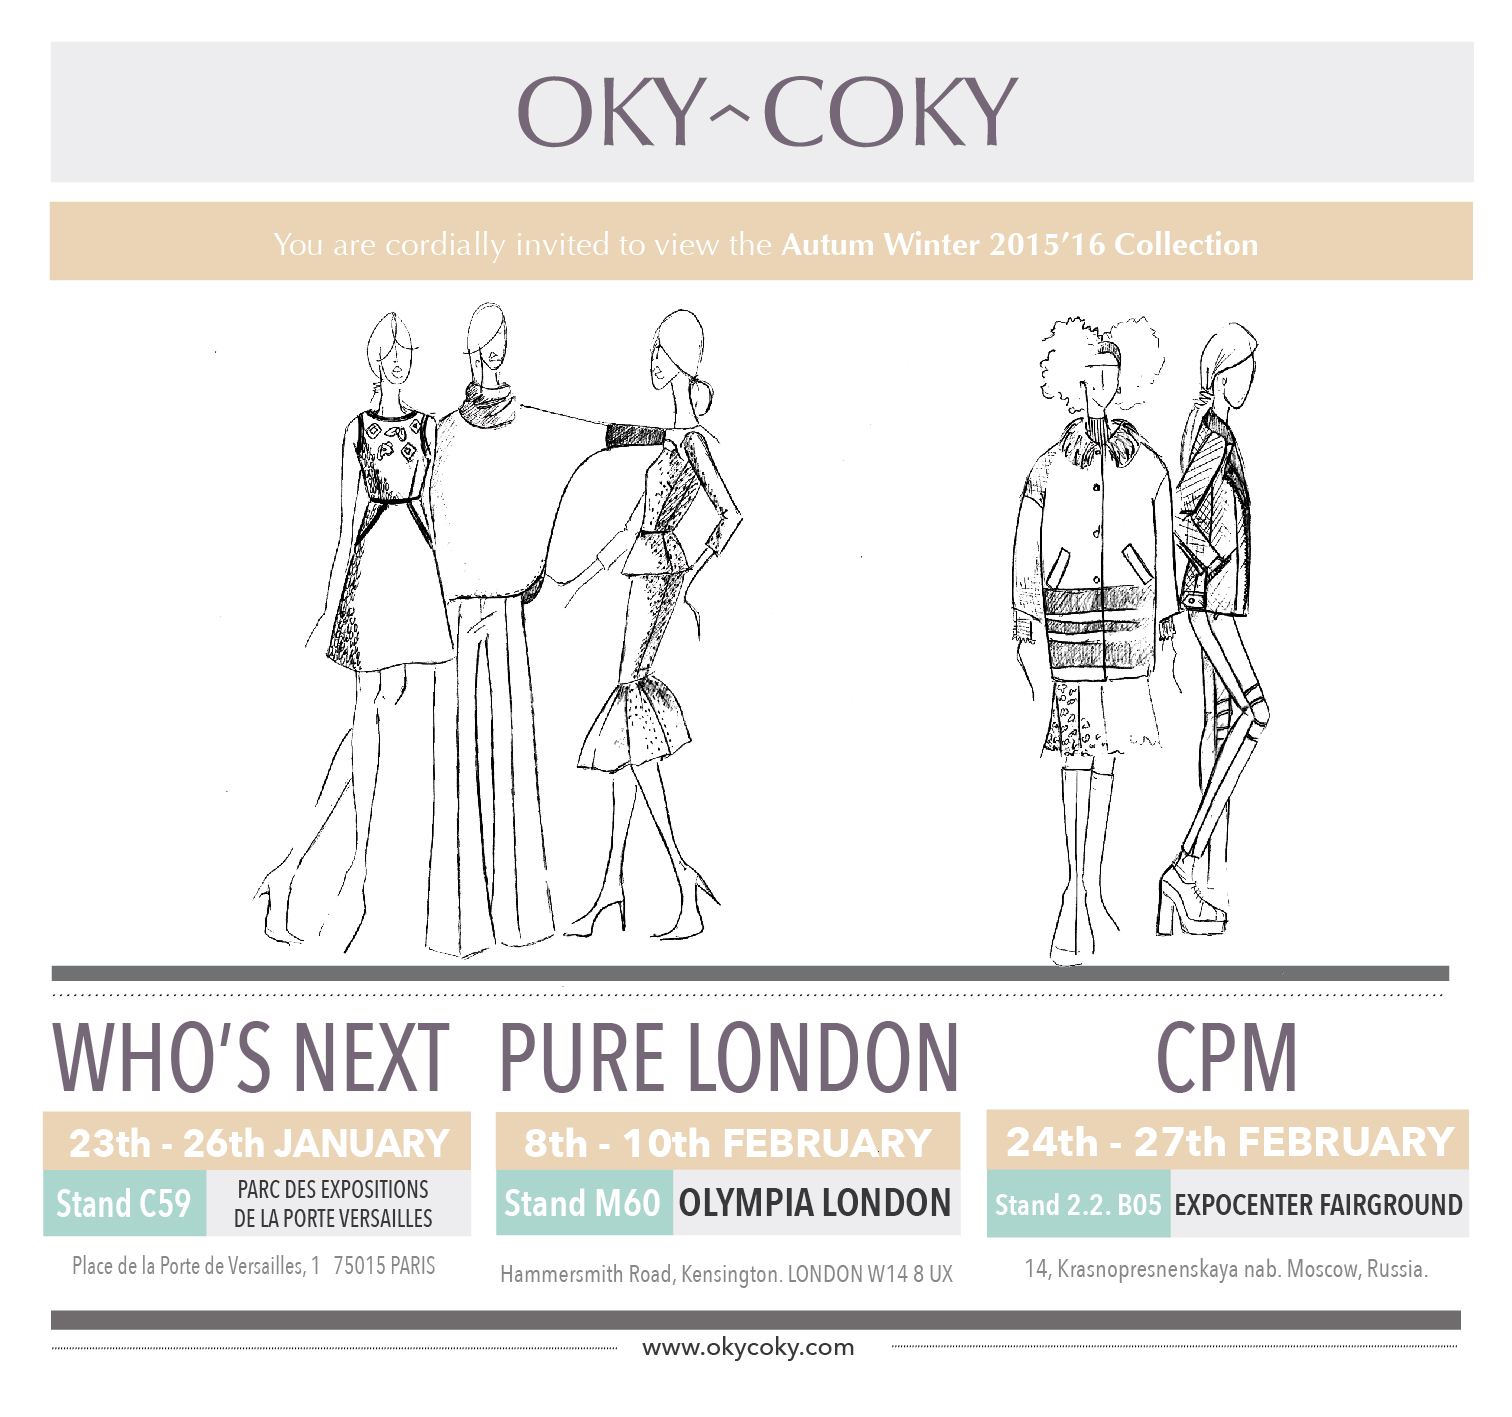 OKY^COKY
You are cordially invited to view the Autum Winter 2015’16 Collection
WHO’S NEXT
23th - 26th JANUARY
Stand C59
PARC DES EXPOSITIONS
DE LA PORTE VERSAILLES
Place de la Porte de Versailles, 1 75015 PARIS
PURE LONDON
8th - 10th FEBRUARY
Stand M60
OLYMPIA LONDON
Hammersmith Road, Kensington. LONDON W14 8 UX
CPM
24th - 27th FEBRUARY
Stand 2.2. B05
EXPOCENTER FAIRGROUND
14, Krasnopresnenskaya nab. Moscow, Russia.
www.okycoky.com